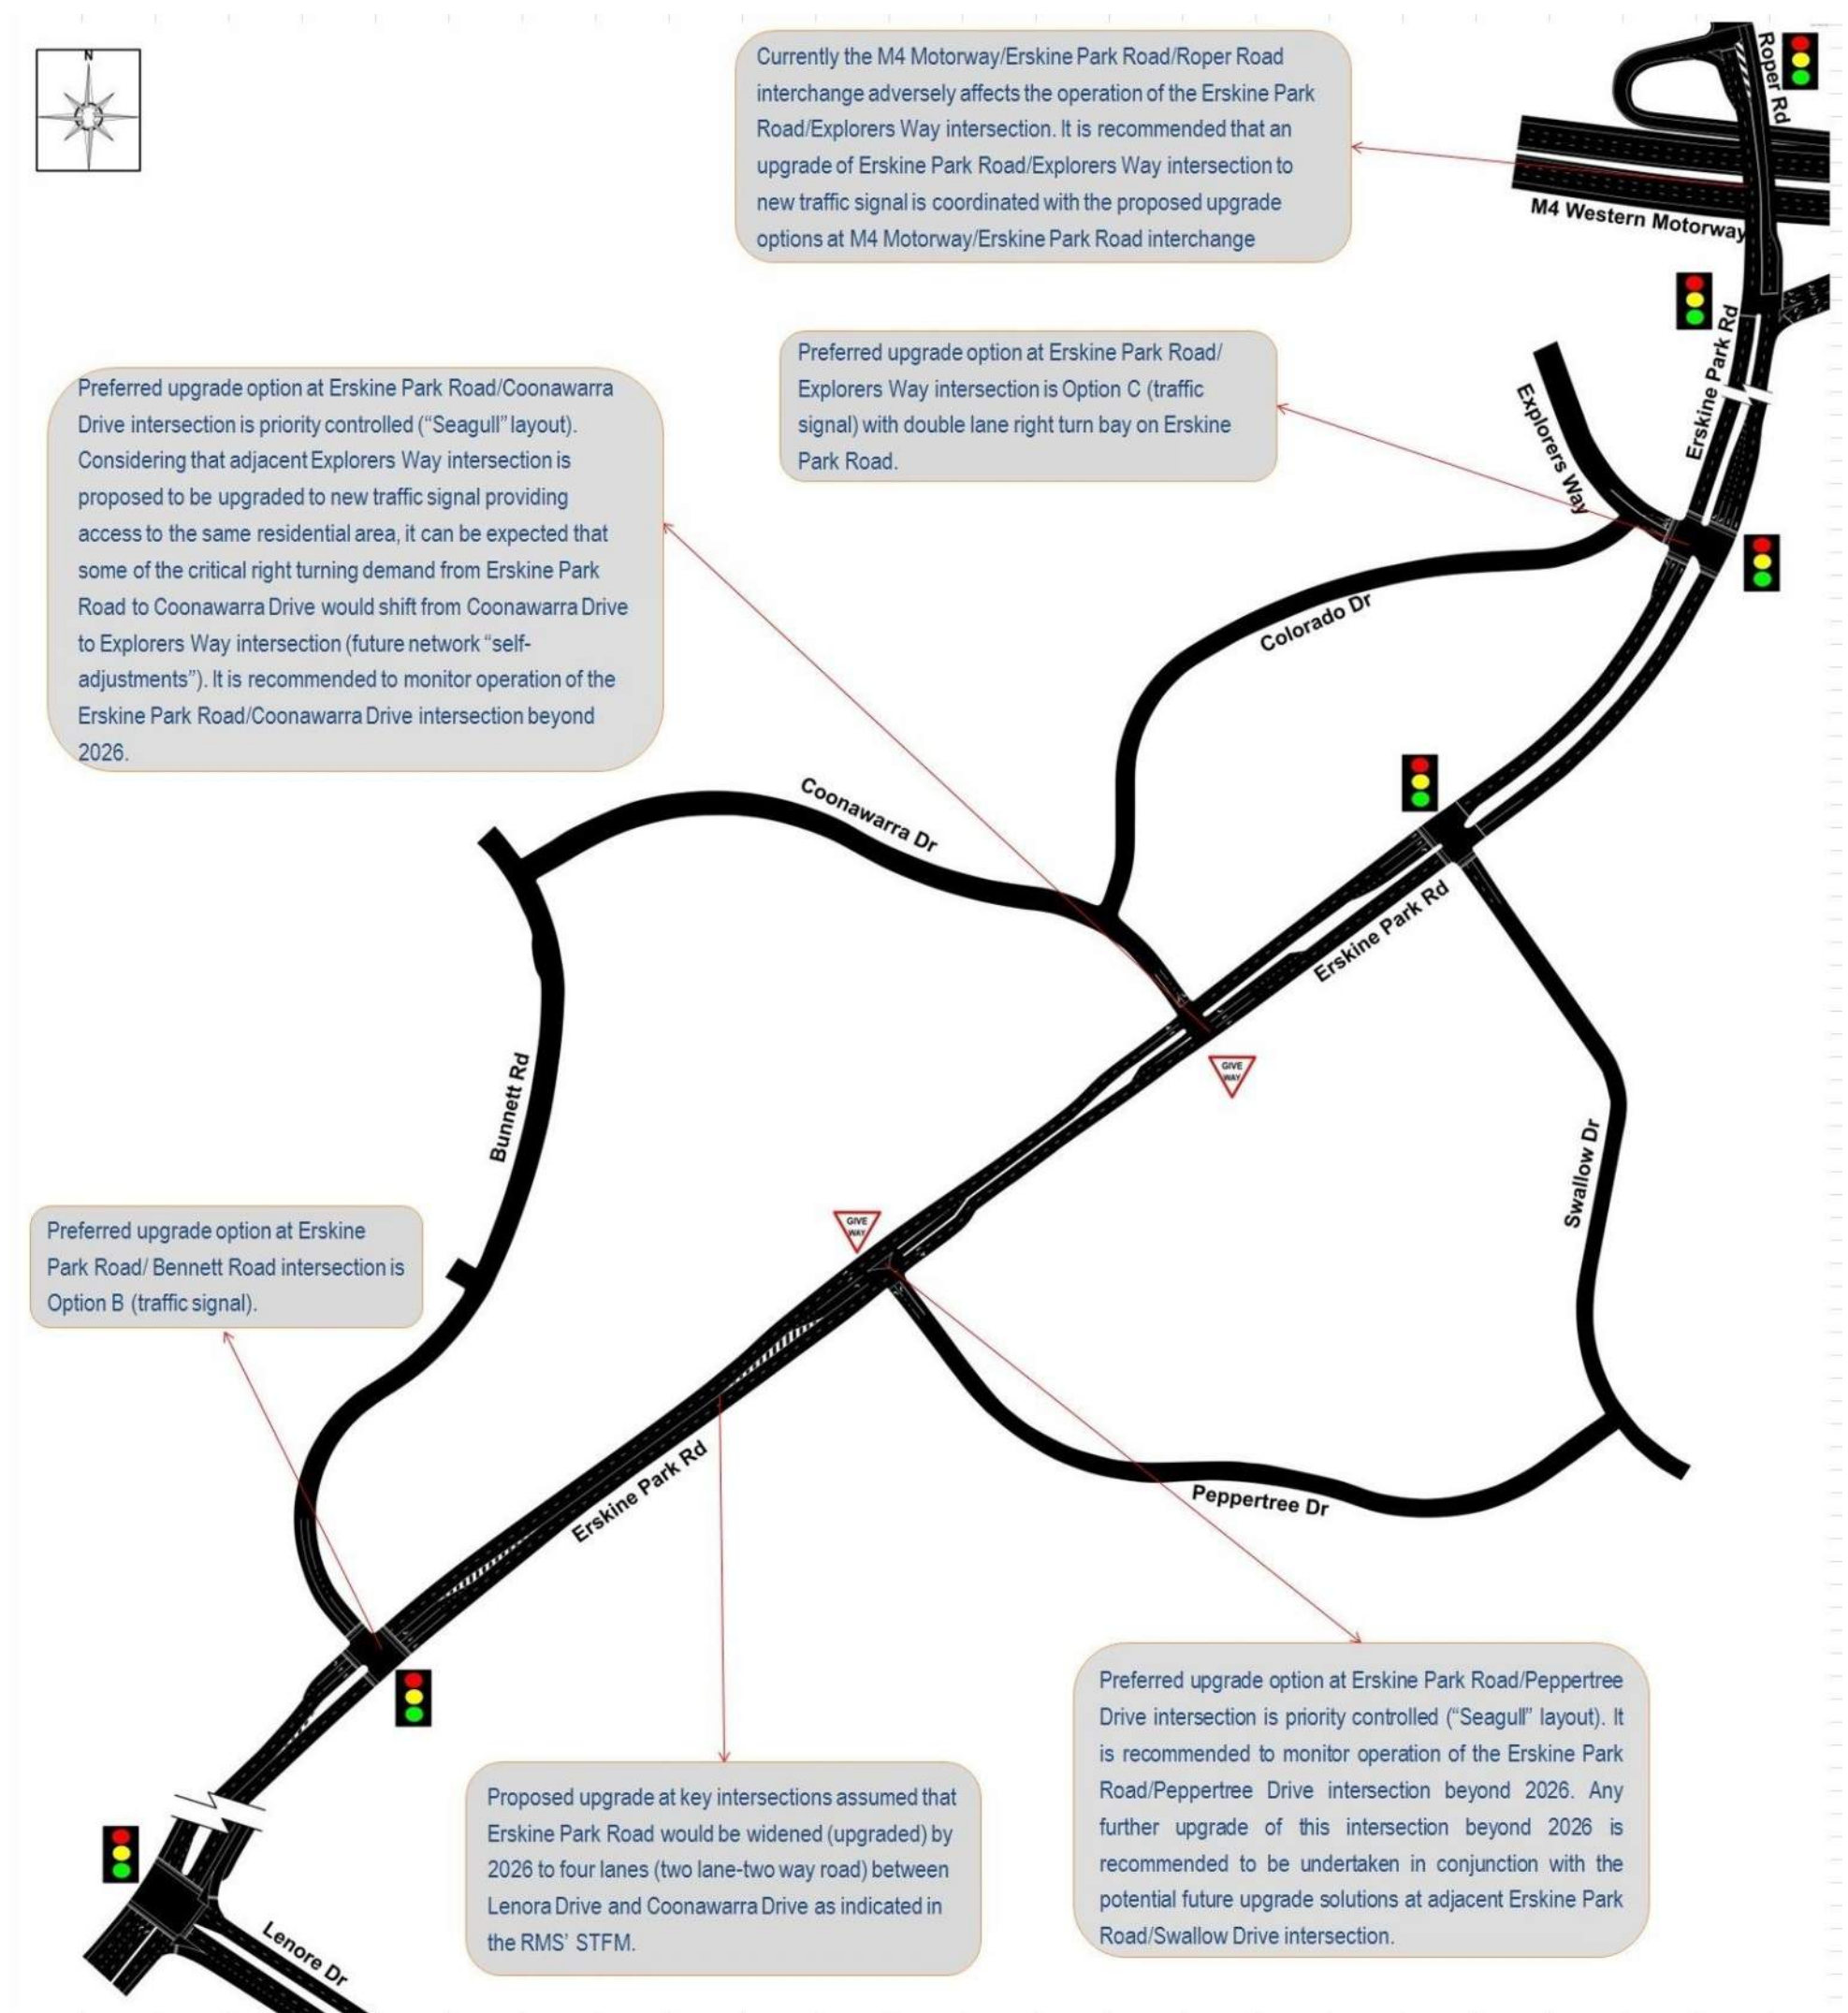 N
Currently the M4 Motorway/Erskine Park Road/Roper Road
interchange adversely affects the operation of the Erskine Park
Road/Explorers Way intersection. It is recommended that an
upgrade of Erskine Park Road/Explorers Way intersection to
new traffic signal is coordinated with the proposed upgrade
options at M4 Motorway/Erskine Park Road interchange
Roper Rd
M4 Western Motorway
Erskine Park Rd
Preferred upgrade option at Erskine Park Road/
Explorers Way intersection is Option C (traffic
signal) with double lane right turn bay on Erskine
Park Road.
Explorers Way
Preferred upgrade option at Erskine Park Road/Coonawarra
Drive intersection is priority controlled (“Seagull” layout).
Considering that adjacent Explorers Way intersection is
proposed to be upgraded to new traffic signal providing
access to the same residential area, it can be expected that
some of the critical right turning demand from Erskine Park
Road to Coonawarra Drive would shift from Coonawarra Drive
to Explorers Way intersection (future network “self-
adjustments”). It is recommended to monitor operation of the
Erskine Park Road/Coonawarra Drive intersection beyond
2026.
Colorado Dr
Coonawarra Dr
Erskine Park Rd
GIVE
WAY
Bunnett Rd
Swallow Dr
GIVE
WAY
Preferred upgrade option at Erskine
Park Road/ Bennett Road intersection is
Option B (traffic signal).
Erskine Park Rd
Peppertree Dr
Preferred upgrade option at Erskine Park Road/Peppertree
Drive intersection is priority controlled (“Seagull” layout). It
is recommended to monitor operation of the Erskine Park
Road/Peppertree Drive intersection beyond 2026. Any
further upgrade of this intersection beyond 2026 is
recommended to be undertaken in conjunction with the
potential future upgrade solutions at adjacent Erskine Park
Road/Swallow Drive intersection.
Proposed upgrade at key intersections assumed that
Erskine Park Road would be widened (upgraded) by
2026 to four lanes (two lane-two way road) between
Lenora Drive and Coonawarra Drive as indicated in
the RMS’ STFM.
Lenore Dr